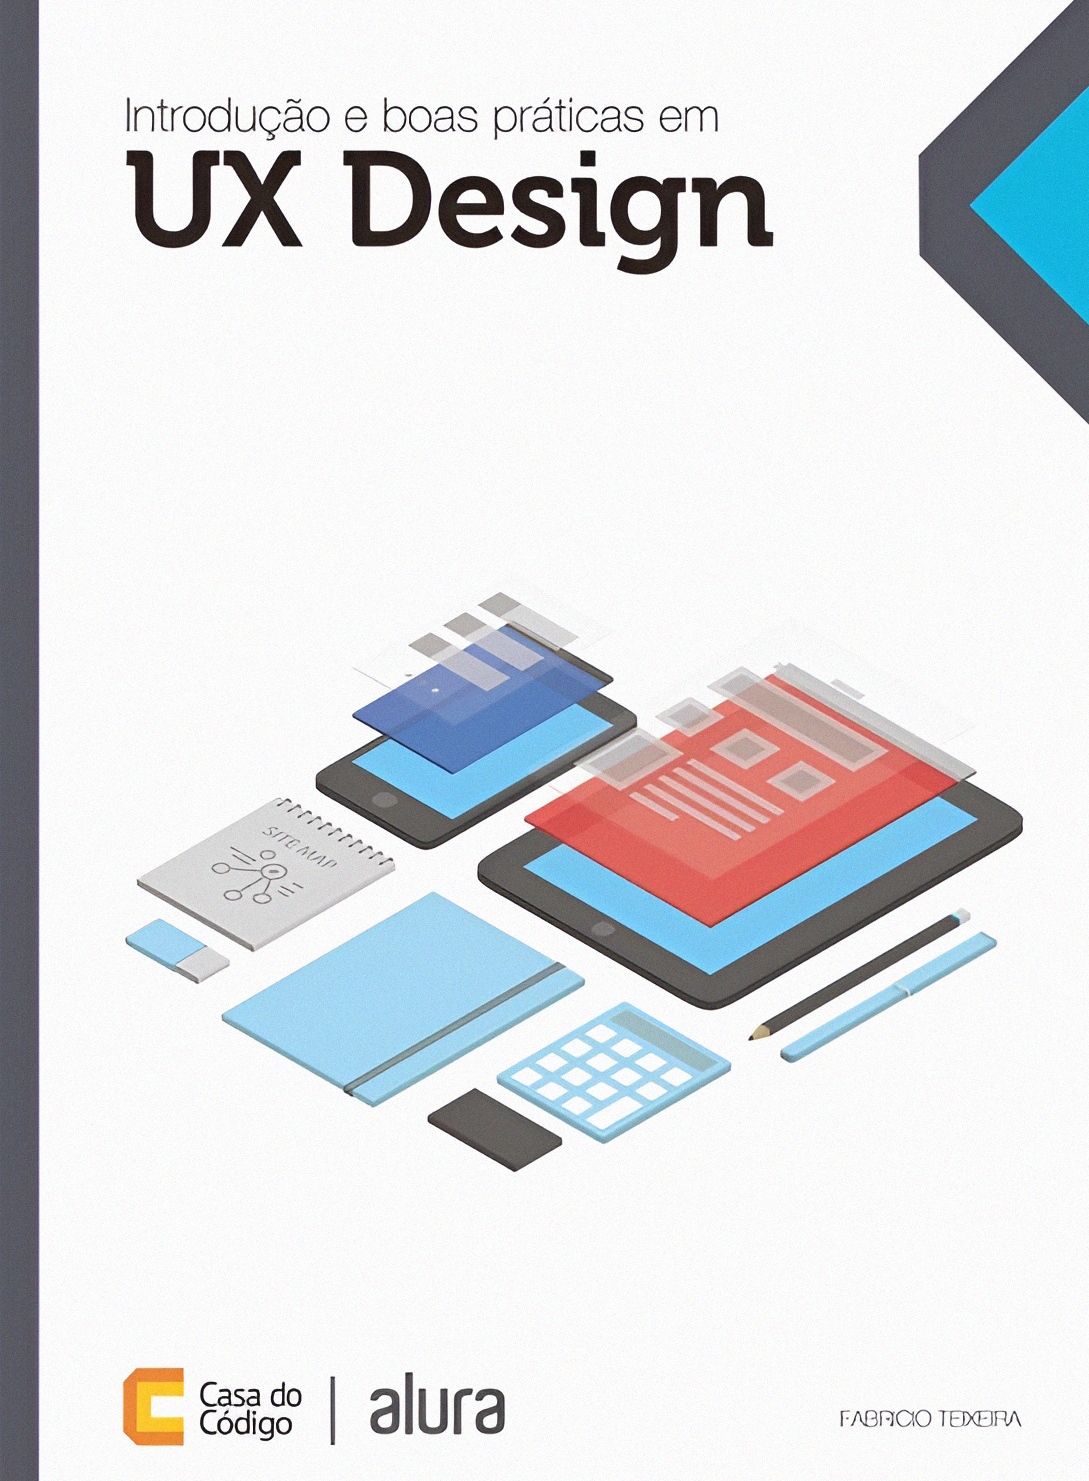 Introdução e boas práticas em
UX Design
SITE MAP
Casa do
Código
alura
FABRICIO TEIXEIRA